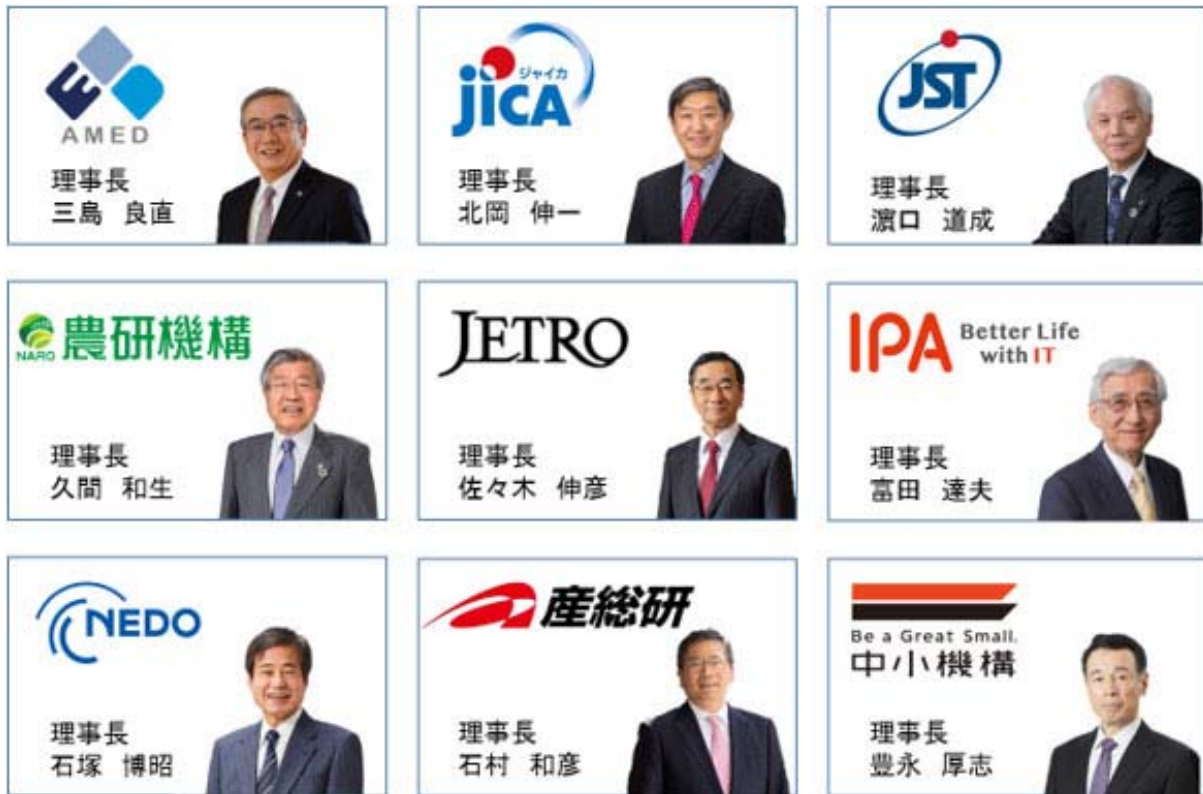 AMED
理事長
三島 良直
ジャイカ
jICA
理事長
北岡 伸一
JST
理事長
濵口 道成
NARO
農研機構
理事長
久間 和生
JETRO
理事長
佐々木 伸彦
IPA Better Life
with IT
理事長
富田 達夫
NEDO
理事長
石塚 博昭
産総研
理事長
石村 和彦
Be a Great Small.
中小機構
理事長
豊永 厚志